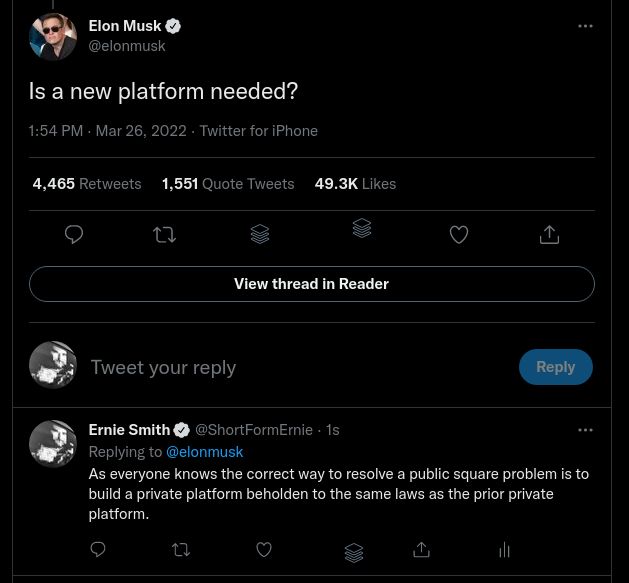 Elon Musk
@elonmusk
Is a new platform needed?
1:54 PM · Mar 26, 2022 · Twitter for iPhone
4,465 Retweets 1,551 Quote Tweets 49.3K Likes
View thread in Reader
Tweet your reply
Reply
Ernie Smith @ShortFormErnie · 1s
Replying to @elonmusk
As everyone knows the correct way to resolve a public square problem is to
build a private platform beholden to the same laws as the prior private
platform.